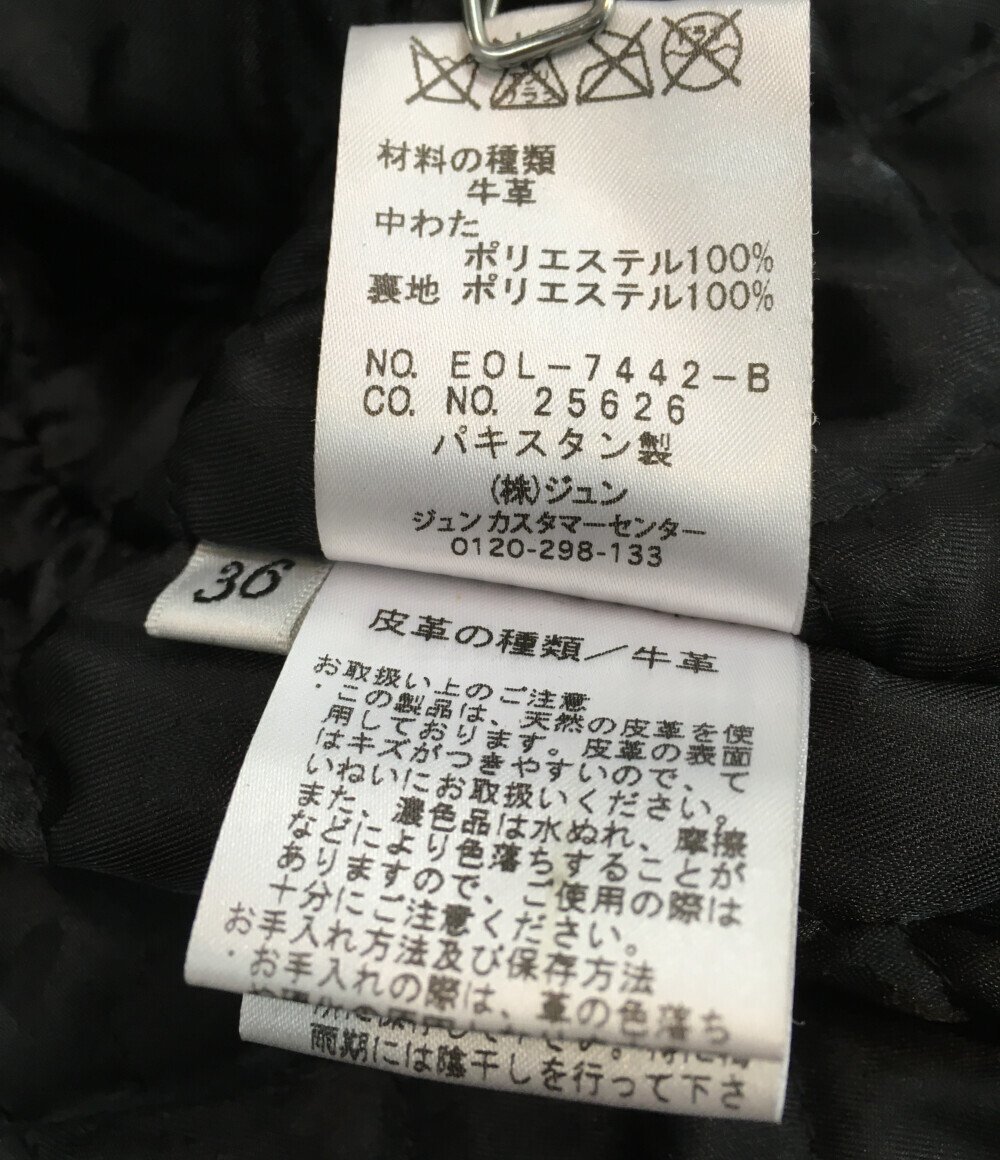 材料の種類
牛革
中わた
ポリエステル100%
裏地 ポリエステル100%
NO. EOL-7442-B
CO. NO. 25626
パキスタン製
(株)ジュン
ジュンカスタマーセンター
0120-298-133
36
皮革の種類/牛革
お取扱い上のご注意
・この製品は、天然の皮革を使
用しております。皮革の表面
はキズがつきやすいので、て
いねいにお取扱いください。
また、濃色品は水ぬれ、摩擦
などにより色落ちすることが
ありますので、ご使用の際は
十分にご注意ください。
お手入れ方法及び保存方法
・お手入れの際は、革の色落ち
雨期には陰干しを行って下さ